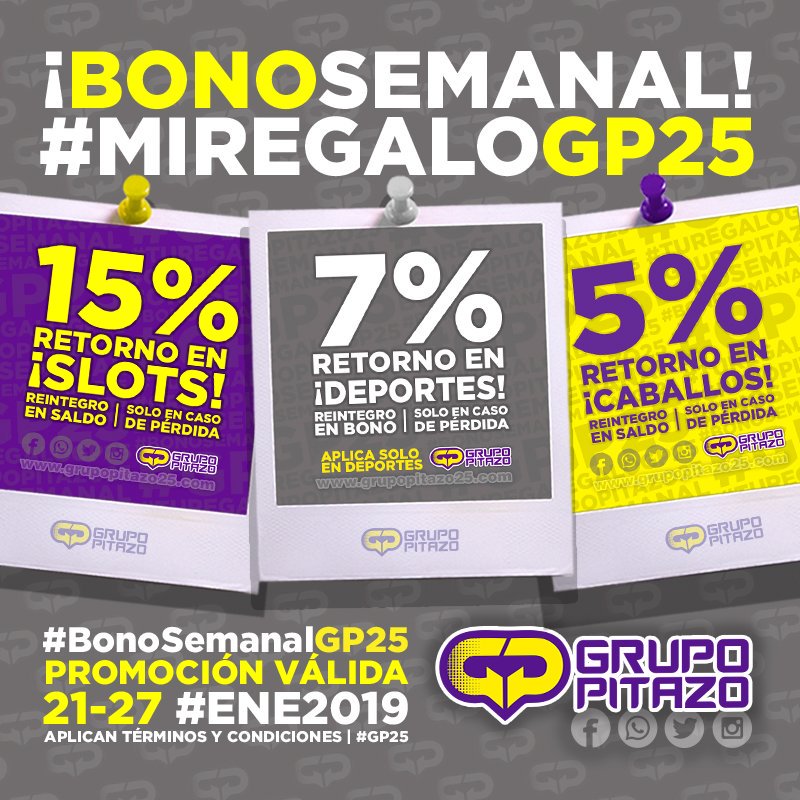 ¡BONOSEMANAL!
#MIREGALOGP25
15%
RETORNO EN
¡SLOTS!
REINTEGRO
EN SALDO
SOLO EN CASO
DE PÉRDIDA
GRUPO
PITAZO
www.grupopitazo25.com
GRUPO
PITAZO
7%
RETORNO EN
¡DEPORTES!
REINTEGRO
EN BONO
SOLO EN CASO
DE PÉRDIDA
APLICA SOLO
EN DEPORTES
GRUPO
PITAZO
www.grupopitazo25.com
GRUPO
PITAZO
5%
RETORNO EN
¡CABALLOS!
REINTEGRO
EN SALDO
SOLO EN CASO
DE PÉRDIDA
GRUPO
PITAZO
www.grupopitazo25.com
GRUPO
PITAZO
#BonoSemanalGP25
PROMOCIÓN VÁLIDA
21-27 #ENE2019
APLICAN TÉRMINOS Y CONDICIONES | #GP25
GRUPO
PITAZO